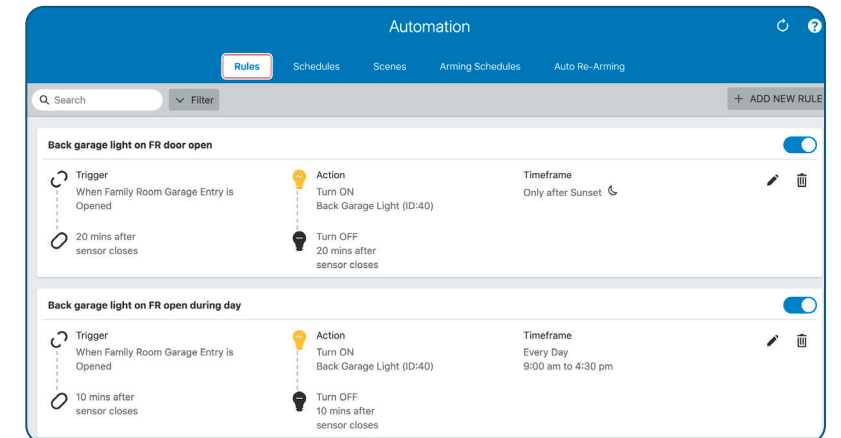 Automation
Rules
Schedules
Scenes
Arming Schedules
Auto Re-Arming
Search
Filter
+ ADD NEW RULE
Back garage light on FR door open
Trigger
When Family Room Garage Entry is
Opened
20 mins after
sensor closes
Action
Turn ON
Back Garage Light (ID:40)
Turn OFF
20 mins after
sensor closes
Timeframe
Only after Sunset
Back garage light on FR open during day
Trigger
When Family Room Garage Entry is
Opened
10 mins after
sensor closes
Action
Turn ON
Back Garage Light (ID:40)
Turn OFF
10 mins after
sensor closes
Timeframe
Every Day
9:00 am to 4:30 pm